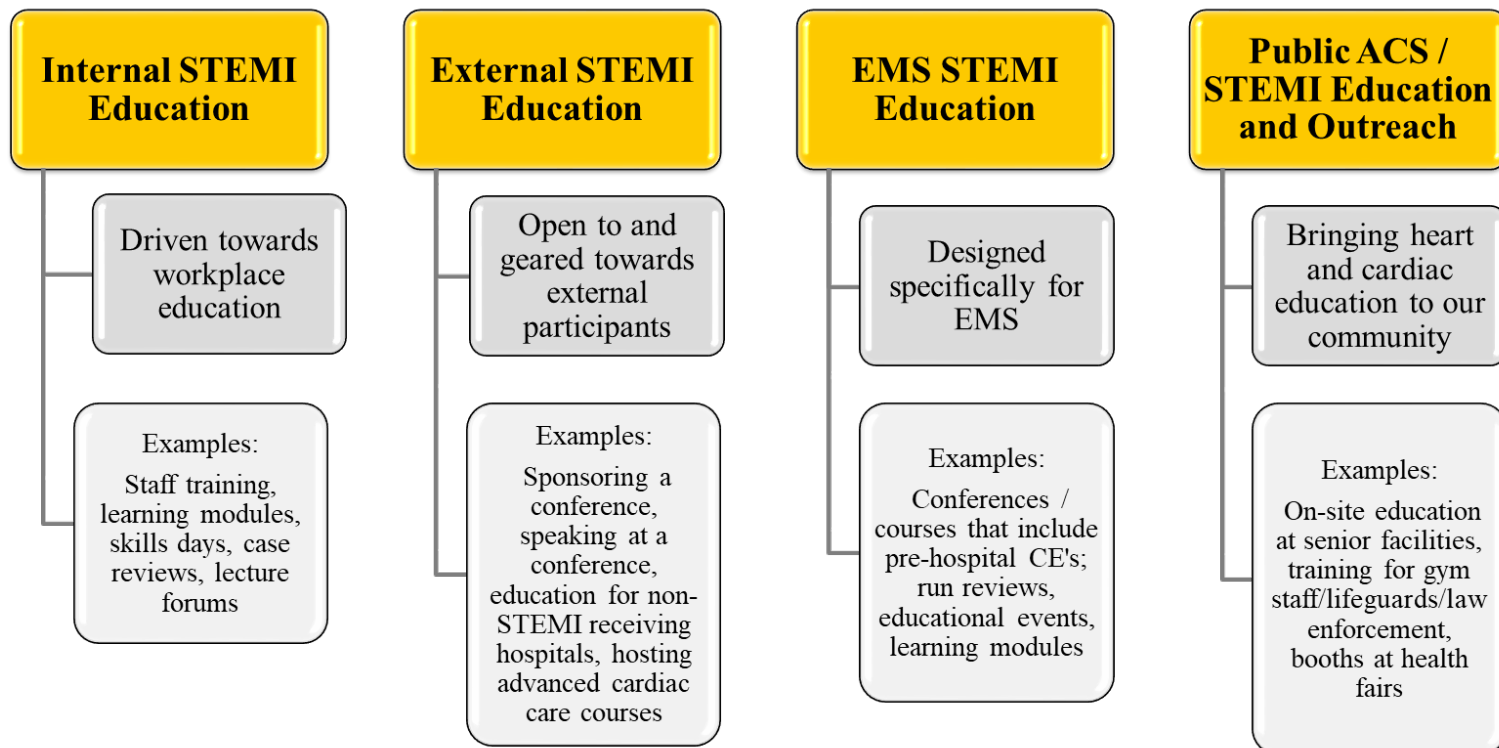 Internal STEMI
Education
Driven towards
workplace
education
Examples:
Staff training,
learning modules,
skills days, case
reviews, lecture
forums
External STEMI
Education
Open to and
geared towards
external
participants
Examples:
Sponsoring a
conference,
speaking at a
conference,
education for non-
STEMI receiving
hospitals, hosting
advanced cardiac
care courses
EMS STEMI
Education
Designed
specifically for
EMS
Examples:
Conferences /
courses that include
pre-hospital CE's;
run reviews,
educational events,
learning modules
Public ACS /
STEMI Education
and Outreach
Bringing heart
and cardiac
education to our
community
Examples:
On-site education
at senior facilities,
training for gym
staff/lifeguards/law
enforcement,
booths at health
fairs